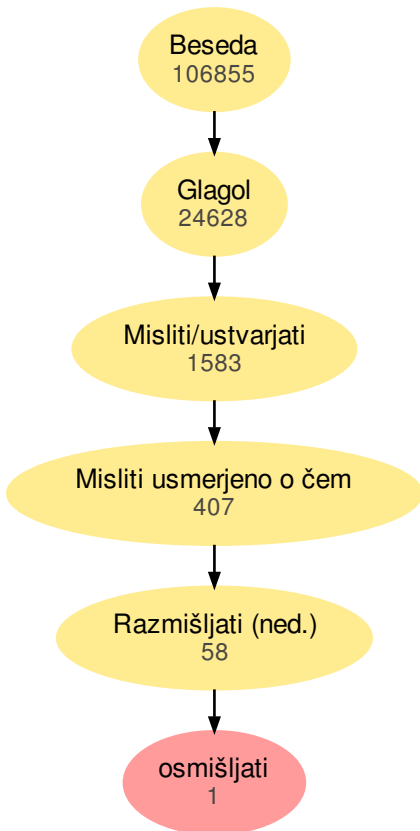 Beseda
106855
Glagol
24628
Misliti/ustvarjati
1583
Misliti usmerjeno o čem
407
Razmišljati (ned.)
58
osmišljati
1